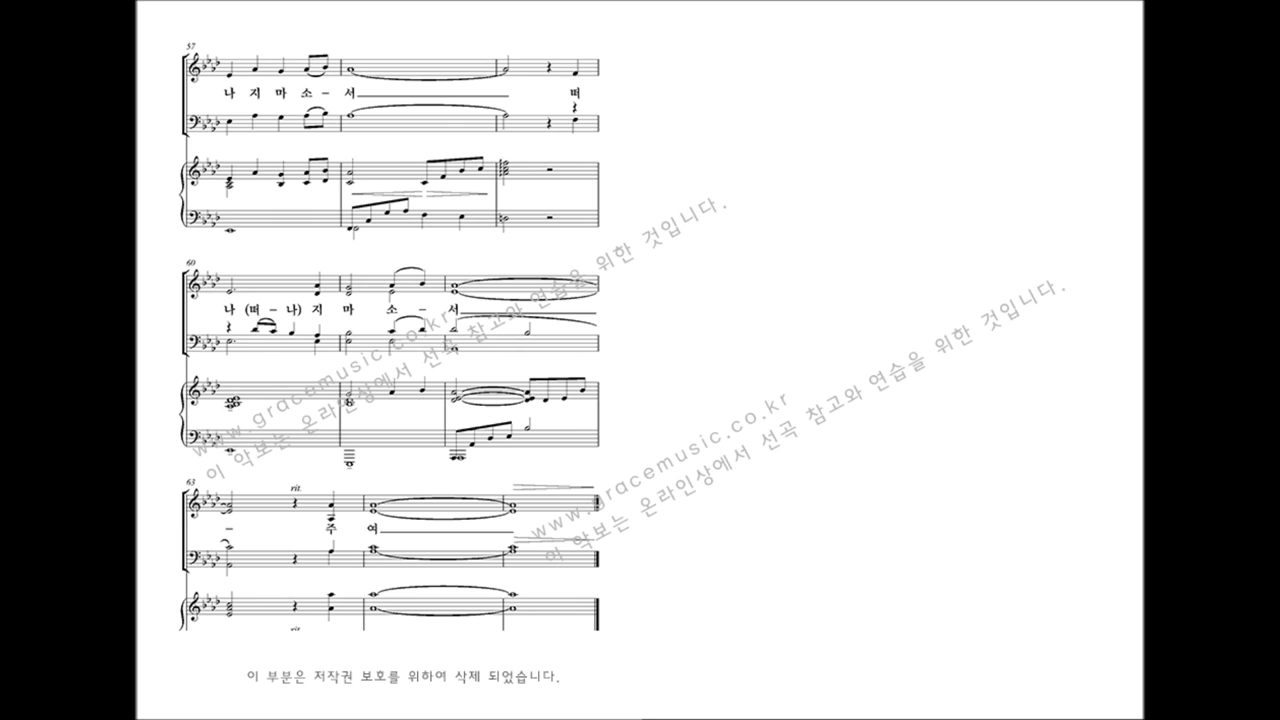 57
나 지 마 소 – 서 떠
60
나 (떠 – 나) 지 마 소 – 서
63
rit.
– 주 여
rit.
www.gracemusic.co.kr
이 악보는 온라인상에서 선곡 참고와 연습을 위한 것입니다.
www.gracemusic.co.kr
이 악보는 온라인상에서 선곡 참고와 연습을 위한 것입니다.
이 부분은 저작권 보호를 위하여 삭제 되었습니다.